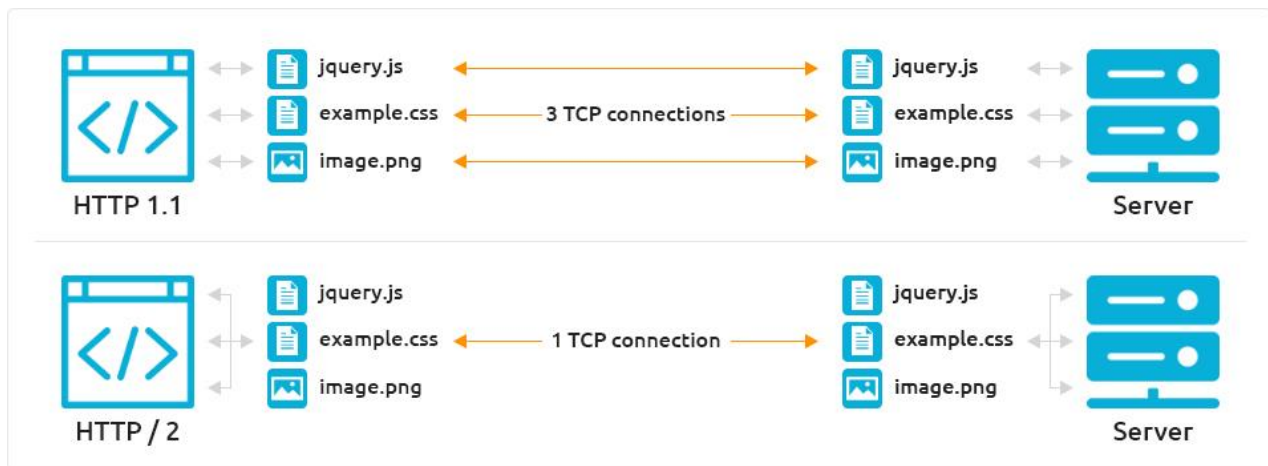 jquery.js jquery.js
example.css 3 TCP connections example.css
image.png image.png
HTTP 1.1 Server
jquery.js jquery.js
example.css 1 TCP connection example.css
image.png image.png
HTTP / 2 Server